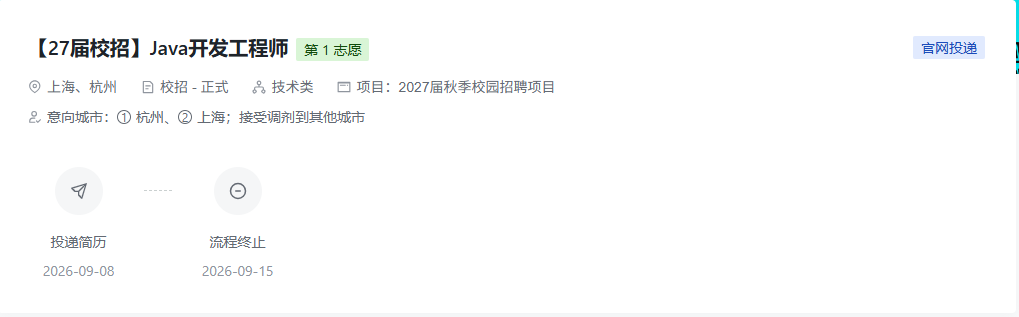 【27届校招】Java开发工程师 第 1 志愿 官网投递
上海、杭州 校招 - 正式 技术类 项目：2027届秋季校园招聘项目
意向城市：① 杭州、② 上海；接受调剂到其他城市
投递简历 流程终止
2026-09-08 2026-09-15